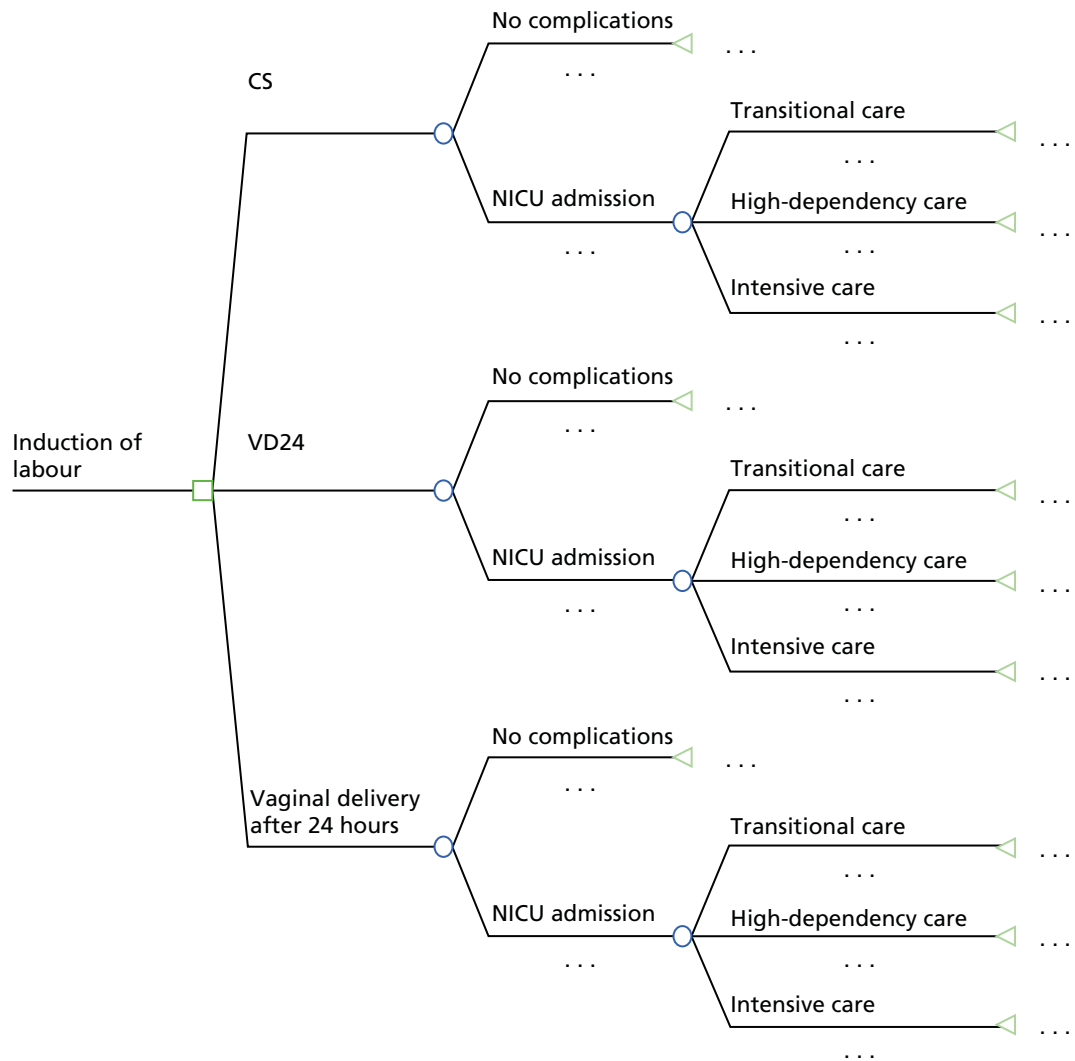 No complications
. . .
. . .
CS
Transitional care
. . .
. . .
NICU admission
. . .
High-dependency care
. . .
. . .
Intensive care
. . .
. . .
No complications
. . .
. . .
Induction of
labour
VD24
Transitional care
. . .
. . .
NICU admission
. . .
High-dependency care
. . .
. . .
Intensive care
. . .
. . .
No complications
. . .
. . .
Vaginal delivery
after 24 hours
Transitional care
. . .
. . .
NICU admission
. . .
High-dependency care
. . .
. . .
Intensive care
. . .
. . .